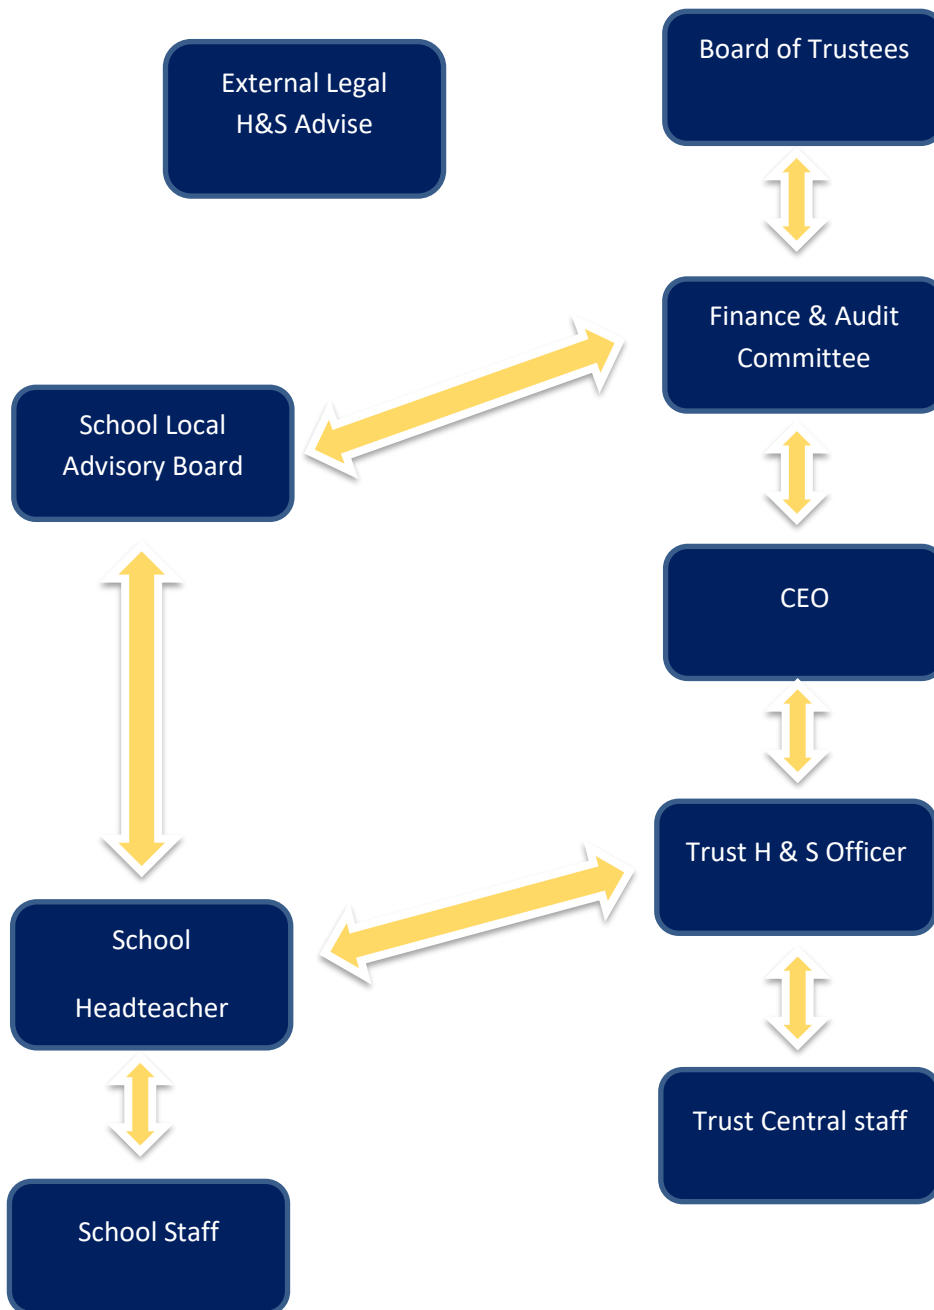 External Legal
H&S Advise
Board of Trustees
Finance & Audit
Committee
School Local
Advisory Board
CEO
Trust H & S Officer
School
Headteacher
Trust Central staff
School Staff